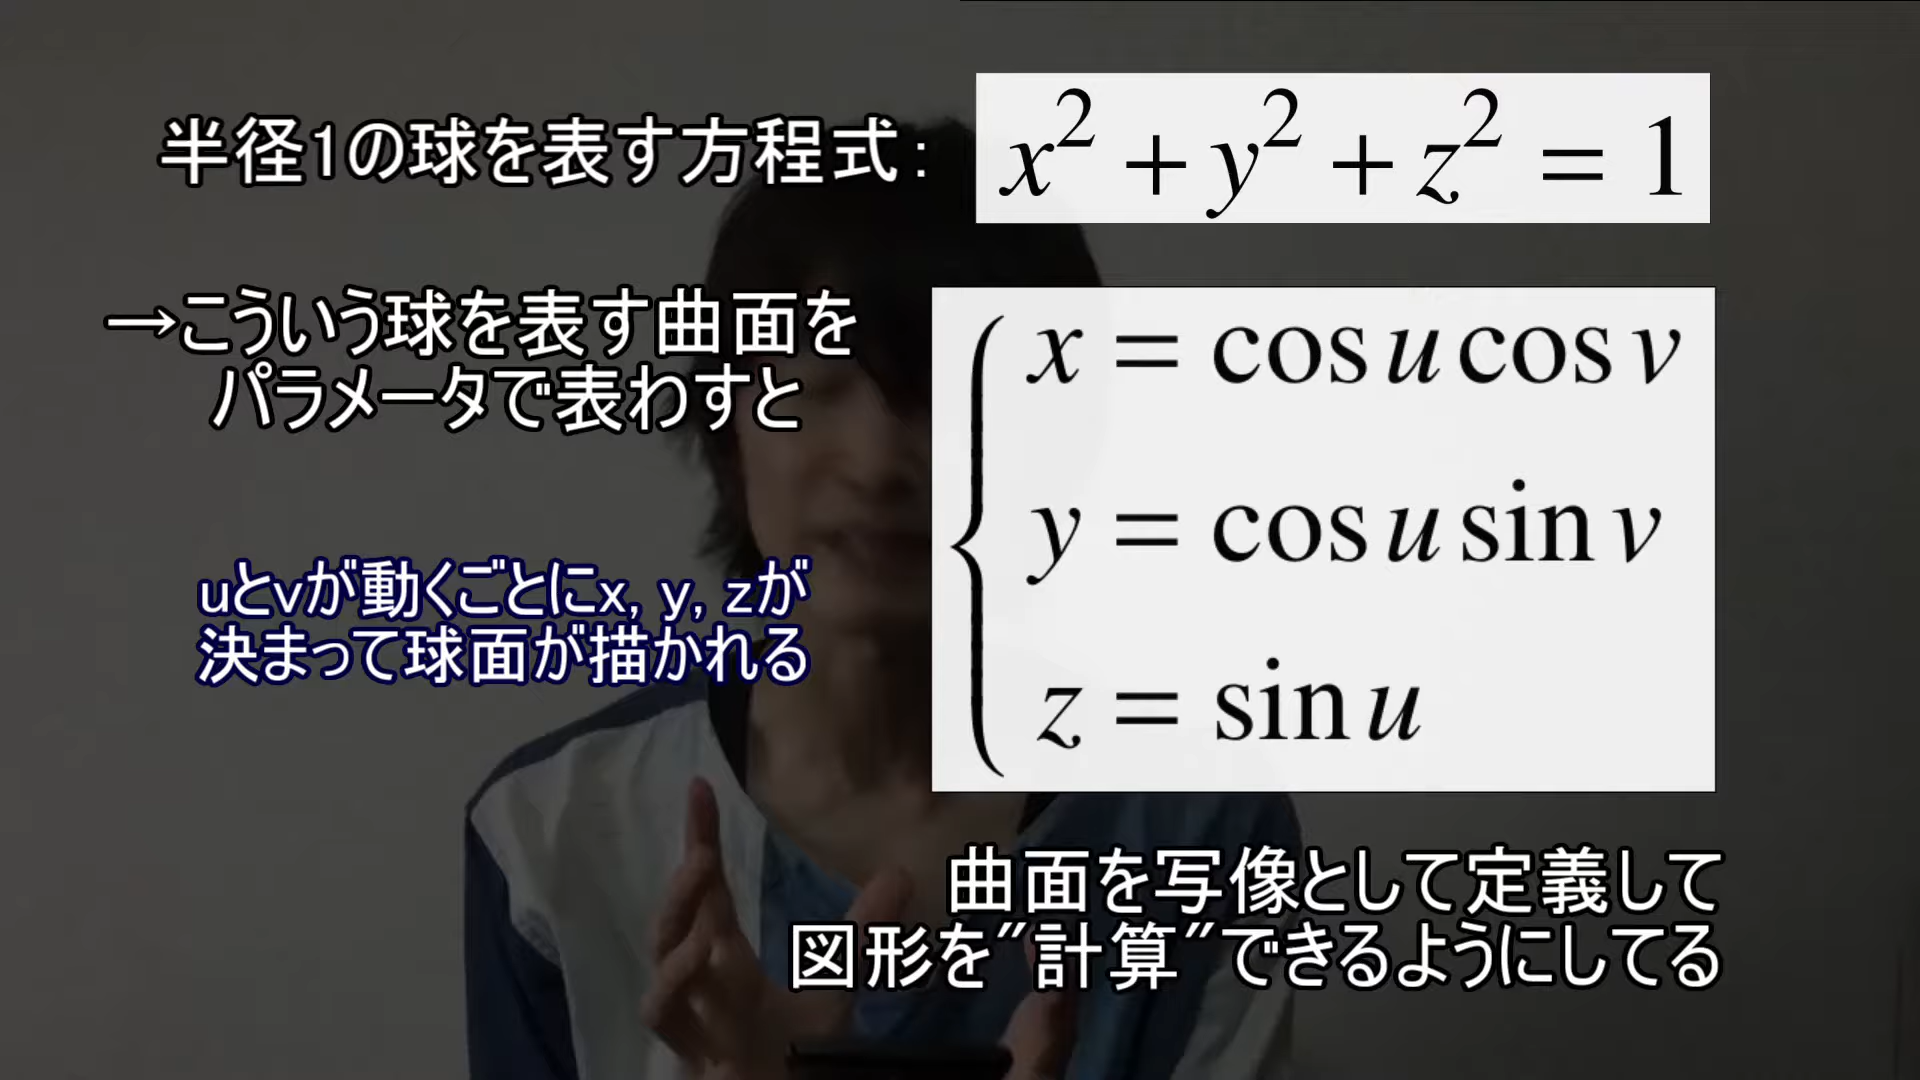 半径1の球を表す方程式：
x² + y² + z² = 1
→こういう球を表す曲面を
パラメータで表わすと
x = cos u cos v
y = cos u sin v
z = sin u
uとvが動くごとにx, y, zが
決まって球面が描かれる
曲面を写像として定義して
図形を"計算"できるようにしてる